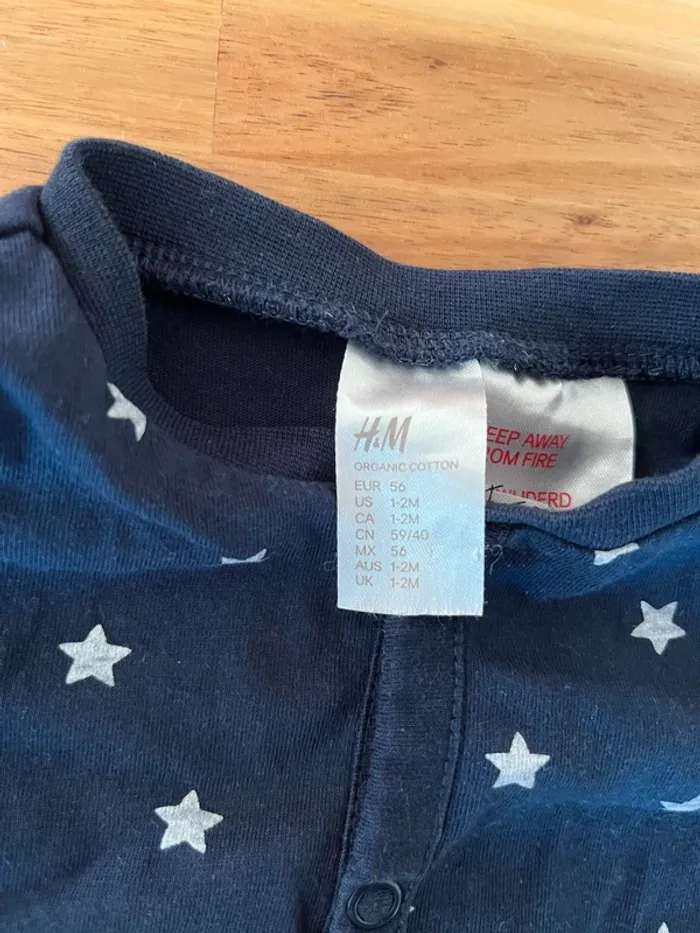 H&M
ORGANIC COTTON
EUR 56
US 1-2M
CA 1-2M
CN 59/40
MX 56
AUS 1-2M
UK 1-2M
EEP AWAY
OM FIRE